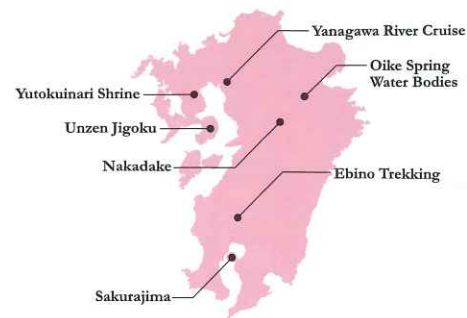 Yanagawa River Cruise
Oike Spring
Water Bodies
Yutokuinari Shrine
Unzen Jigoku
Nakadake
Ebino Trekking
Sakurajima